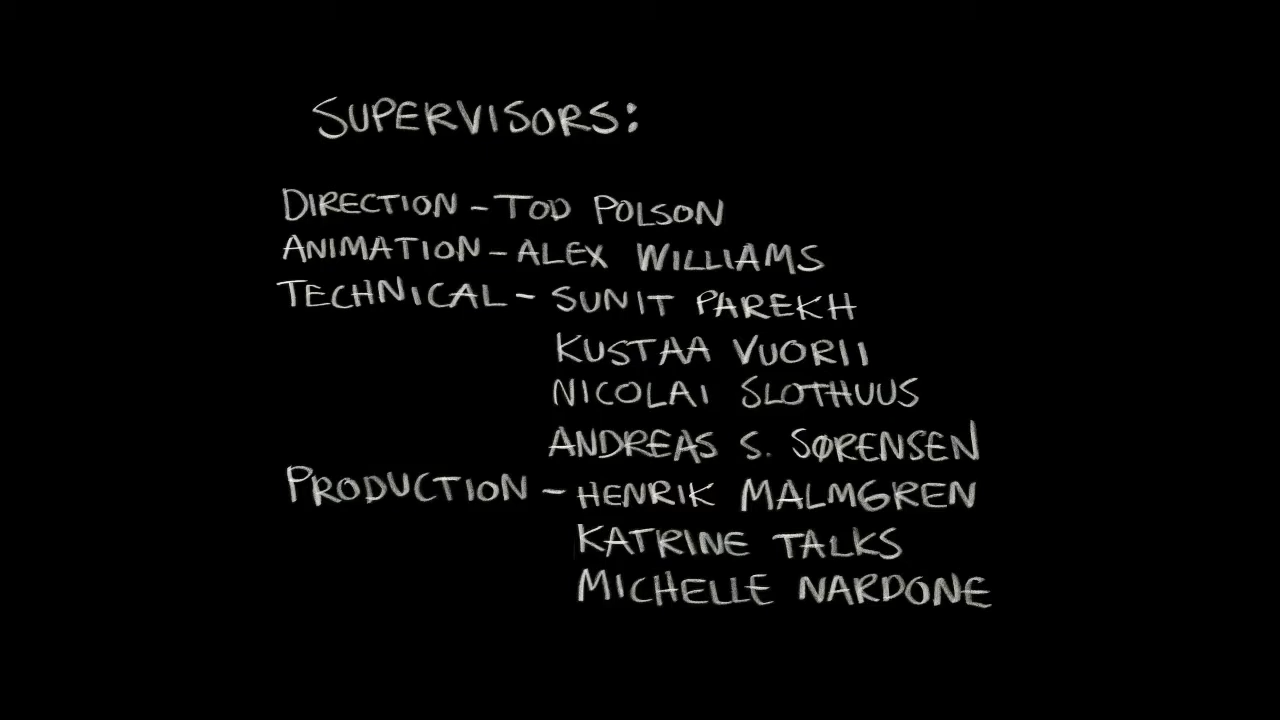 SUPERVISORS:
DIRECTION - TOD POLSON
ANIMATION - ALEX WILLIAMS
TECHNICAL - SUNIT PAREKH
KUSTAA VUORII
NICOLAI SLOTHUUS
ANDREAS S. SØRENSEN
PRODUCTION - HENRIK MALMGREN
KATRINE TALKS
MICHELLE NARDONE